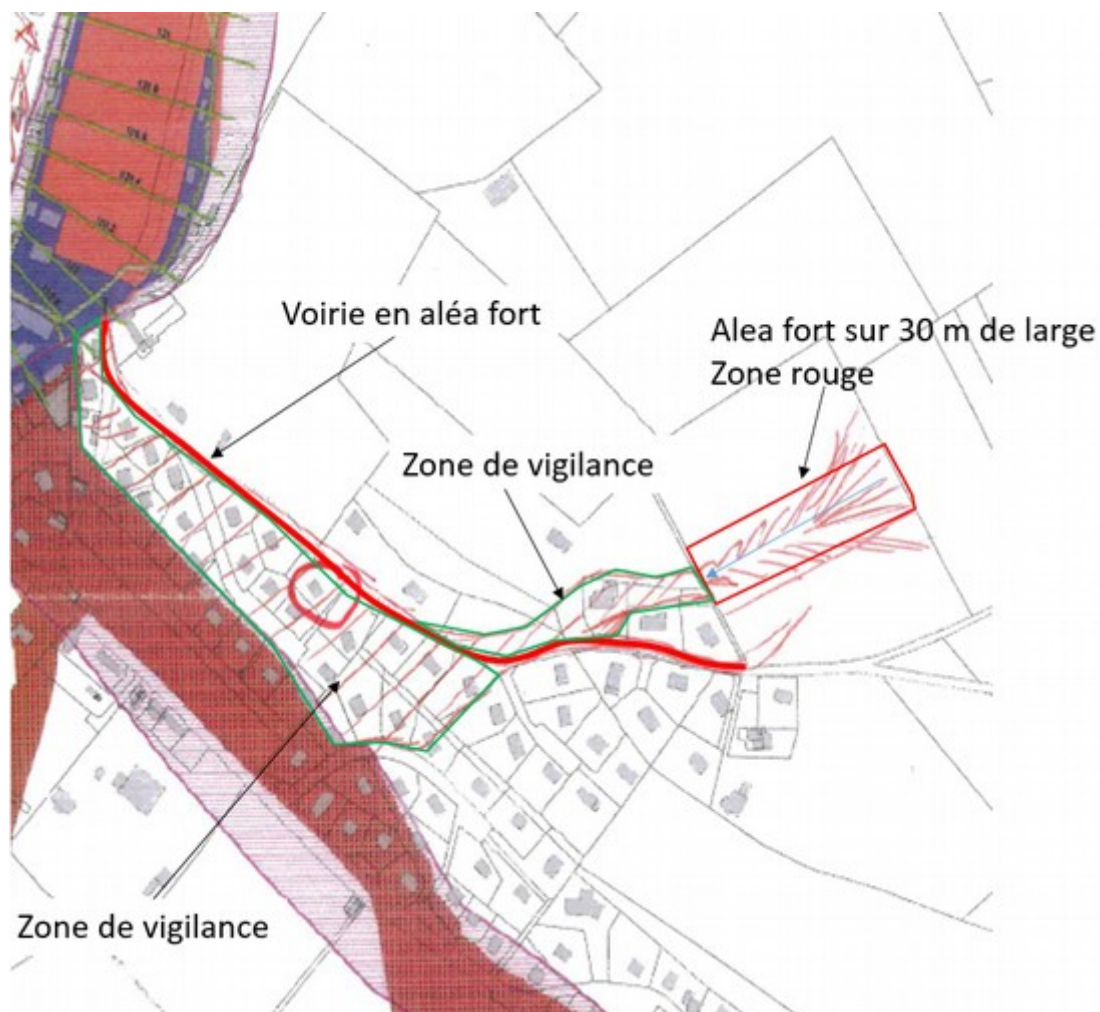 Voirie en aléa fort
Alea fort sur 30 m de large
Zone rouge
Zone de vigilance
Zone de vigilance